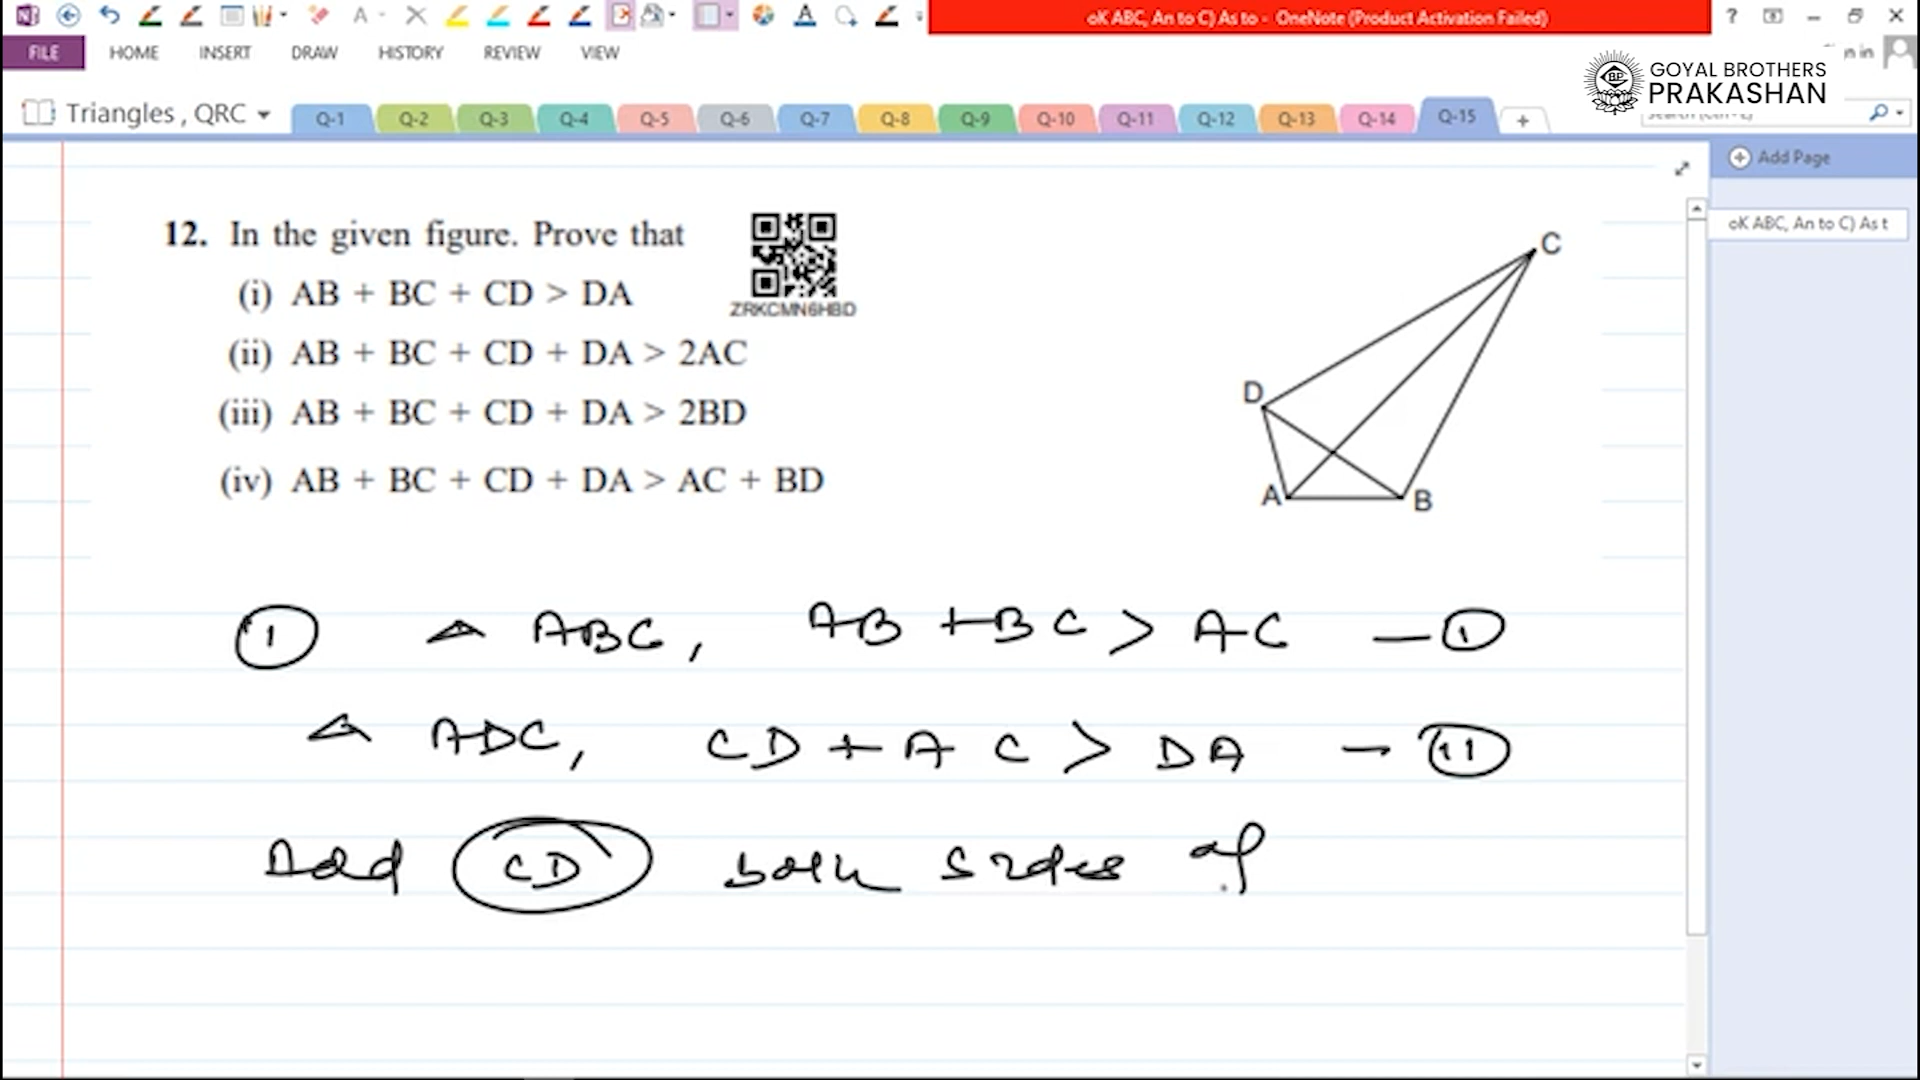 oK ABC, An to C) As to - OneNote (Product Activation Failed)
FILE HOME INSERT DRAW HISTORY REVIEW VIEW
GOYAL BROTHERS
PRAKASHAN
Triangles , QRC
Q-1 Q-2 Q-3 Q-4 Q-5 Q-6 Q-7 Q-8 Q-9 Q-10 Q-11 Q-12 Q-13 Q-14 Q-15
Add Page
oK ABC, An to C) As t
12. In the given figure. Prove that
(i) AB + BC + CD > DA
ZRKCMN6HBD
(ii) AB + BC + CD + DA > 2AC
(iii) AB + BC + CD + DA > 2BD
(iv) AB + BC + CD + DA > AC + BD
C
D
A
B
① △ ABC, AB + BC > AC — ①
△ ADC, CD + AC > DA — (11)
Add CD both sides of